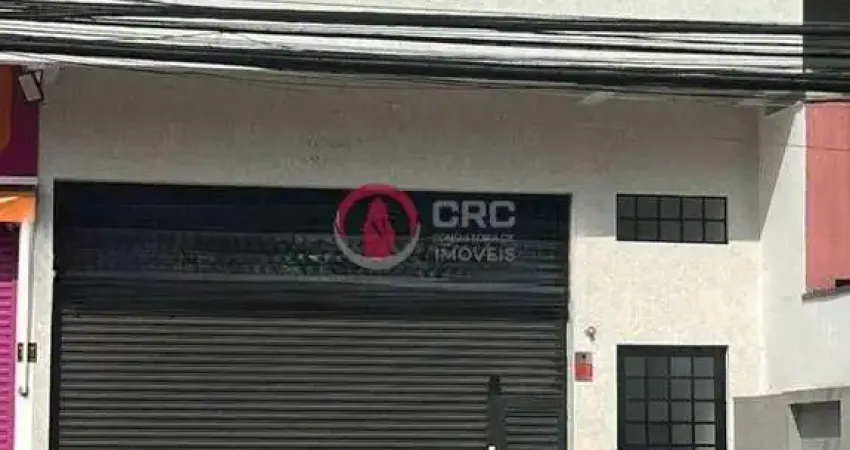 CRC
CONSULTORIA DE
IMÓVEIS